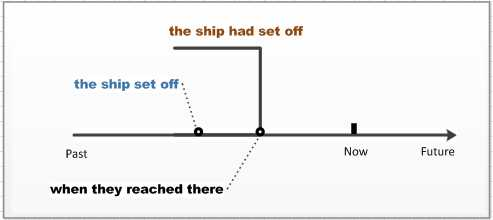 the ship had set off
the ship set off
Past
Now
Future
when they reached there